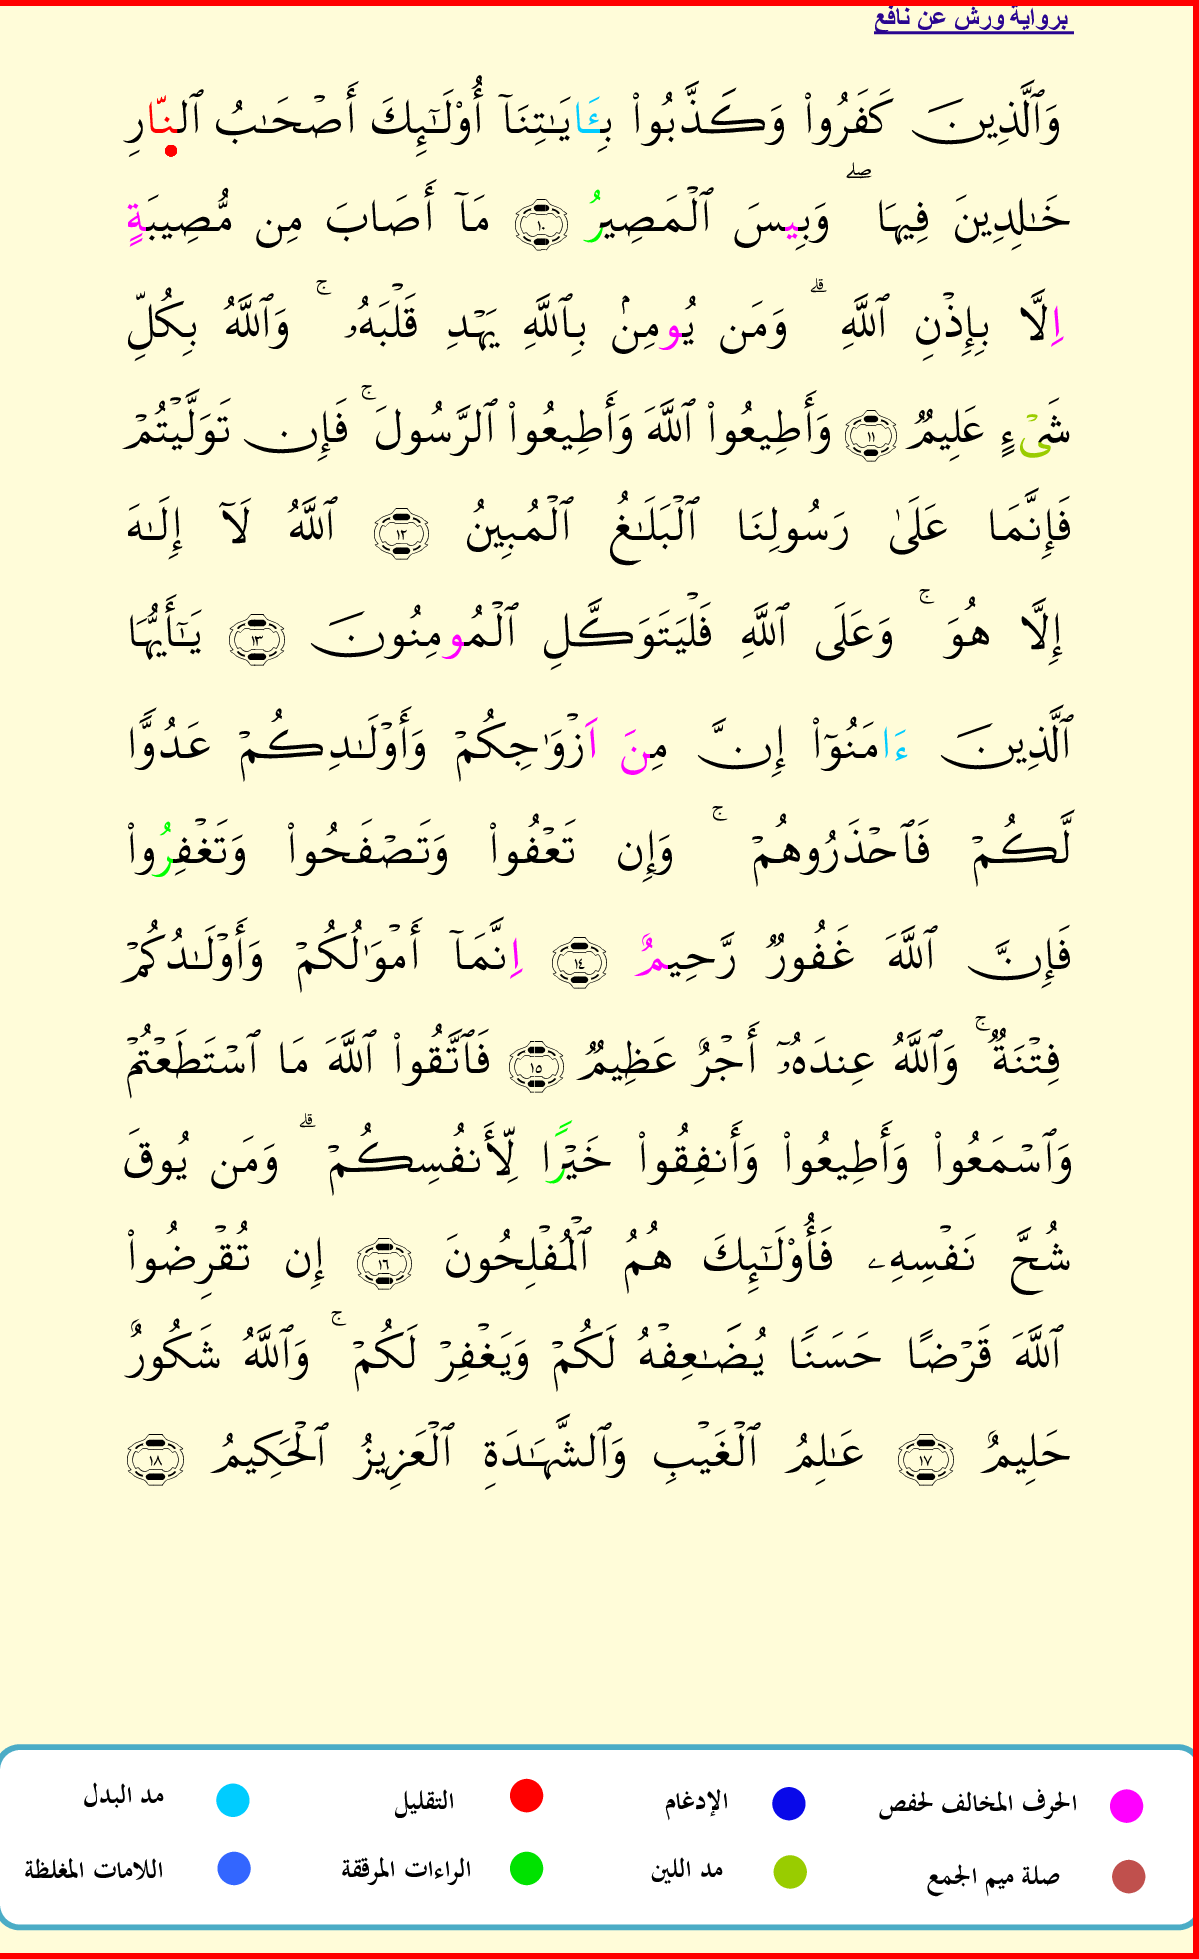 برواية ورش عن نافع
وَٱلَّذِينَ كَفَرُواْ وَكَذَّبُواْ بِـَٔايَٰتِنَآ أُوْلَٰٓئِكَ أَصْحَٰبُ ٱلنّ۪ارِ
خَٰلِدِينَ فِيهَا ۖ وَبِيسَ ٱلْمَصِيرُ ١٠ مَآ أَصَابَ مِن مُّصِيبَةٍ
اِلَّا بِإِذْنِ ٱللَّهِ ۗ وَمَن يُومِنۢ بِٱللَّهِ يَهْدِ قَلْبَهُۥ ۚ وَٱللَّهُ بِكُلِّ
شَىْءٍ عَلِيمٌ ١١ وَأَطِيعُواْ ٱللَّهَ وَأَطِيعُواْ ٱلرَّسُولَ ۚ فَإِن تَوَلَّيْتُمْ
فَإِنَّمَا عَلَىٰ رَسُولِنَا ٱلْبَلَٰغُ ٱلْمُبِينُ ١٢ ٱللَّهُ لَآ إِلَٰهَ
إِلَّا هُوَ ۚ وَعَلَى ٱللَّهِ فَلْيَتَوَكَّلِ ٱلْمُومِنُونَ ١٣ يَٰٓأَيُّهَا
ٱلَّذِينَ ءَامَنُوٓاْ إِنَّ مِنَ اَزْوَٰجِكُمْ وَأَوْلَٰدِكُمْ عَدُوًّا
لَّكُمْ فَٱحْذَرُوهُمْ ۚ وَإِن تَعْفُواْ وَتَصْفَحُواْ وَتَغْفِرُواْ
فَإِنَّ ٱللَّهَ غَفُورٌ رَّحِيمٌ ١٤ اِنَّمَآ أَمْوَٰلُكُمْ وَأَوْلَٰدُكُمْ
فِتْنَةٌ ۚ وَٱللَّهُ عِندَهُۥٓ أَجْرٌ عَظِيمٌ ١٥ فَٱتَّقُواْ ٱللَّهَ مَا ٱسْتَطَعْتُمْ
وَٱسْمَعُواْ وَأَطِيعُواْ وَأَنفِقُواْ خَيْرًا لِّأَنفُسِكُمْ ۗ وَمَن يُوقَ
شُحَّ نَفْسِهِۦ فَأُوْلَٰٓئِكَ هُمُ ٱلْمُفْلِحُونَ ١٦ إِن تُقْرِضُواْ
ٱللَّهَ قَرْضًا حَسَنًا يُضَٰعِفْهُ لَكُمْ وَيَغْفِرْ لَكُمْ ۚ وَٱللَّهُ شَكُورٌ
حَلِيمٌ ١٧ عَٰلِمُ ٱلْغَيْبِ وَٱلشَّهَٰدَةِ ٱلْعَزِيزُ ٱلْحَكِيمُ ١٨
الحرف المخالف لحفص الإدغام التقليل مد البدل
صلة ميم الجمع مد اللين الراءات المرققة اللامات المغلظة